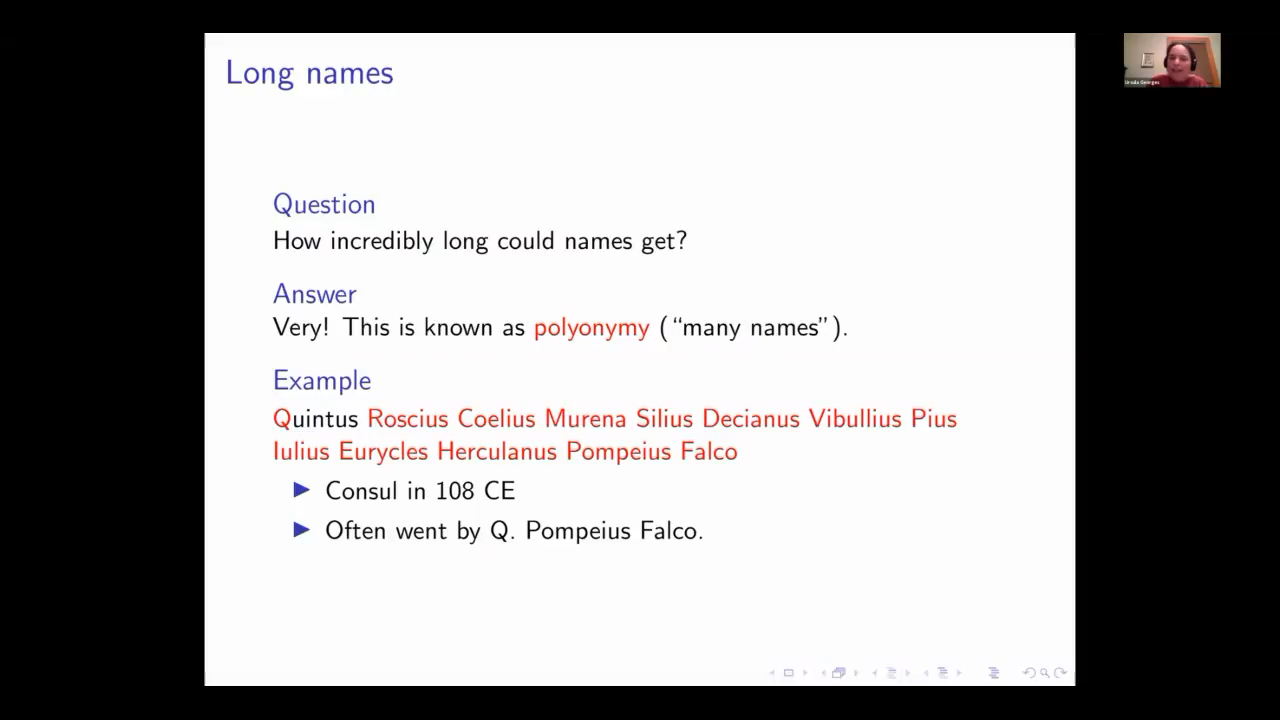 Long names
Question
How incredibly long could names get?
Answer
Very! This is known as polyonymy (“many names”).
Example
Quintus Roscius Coelius Murena Silius Decianus Vibullius Pius
Iulius Eurycles Herculanus Pompeius Falco
▶ Consul in 108 CE
▶ Often went by Q. Pompeius Falco.
Ursula Georges